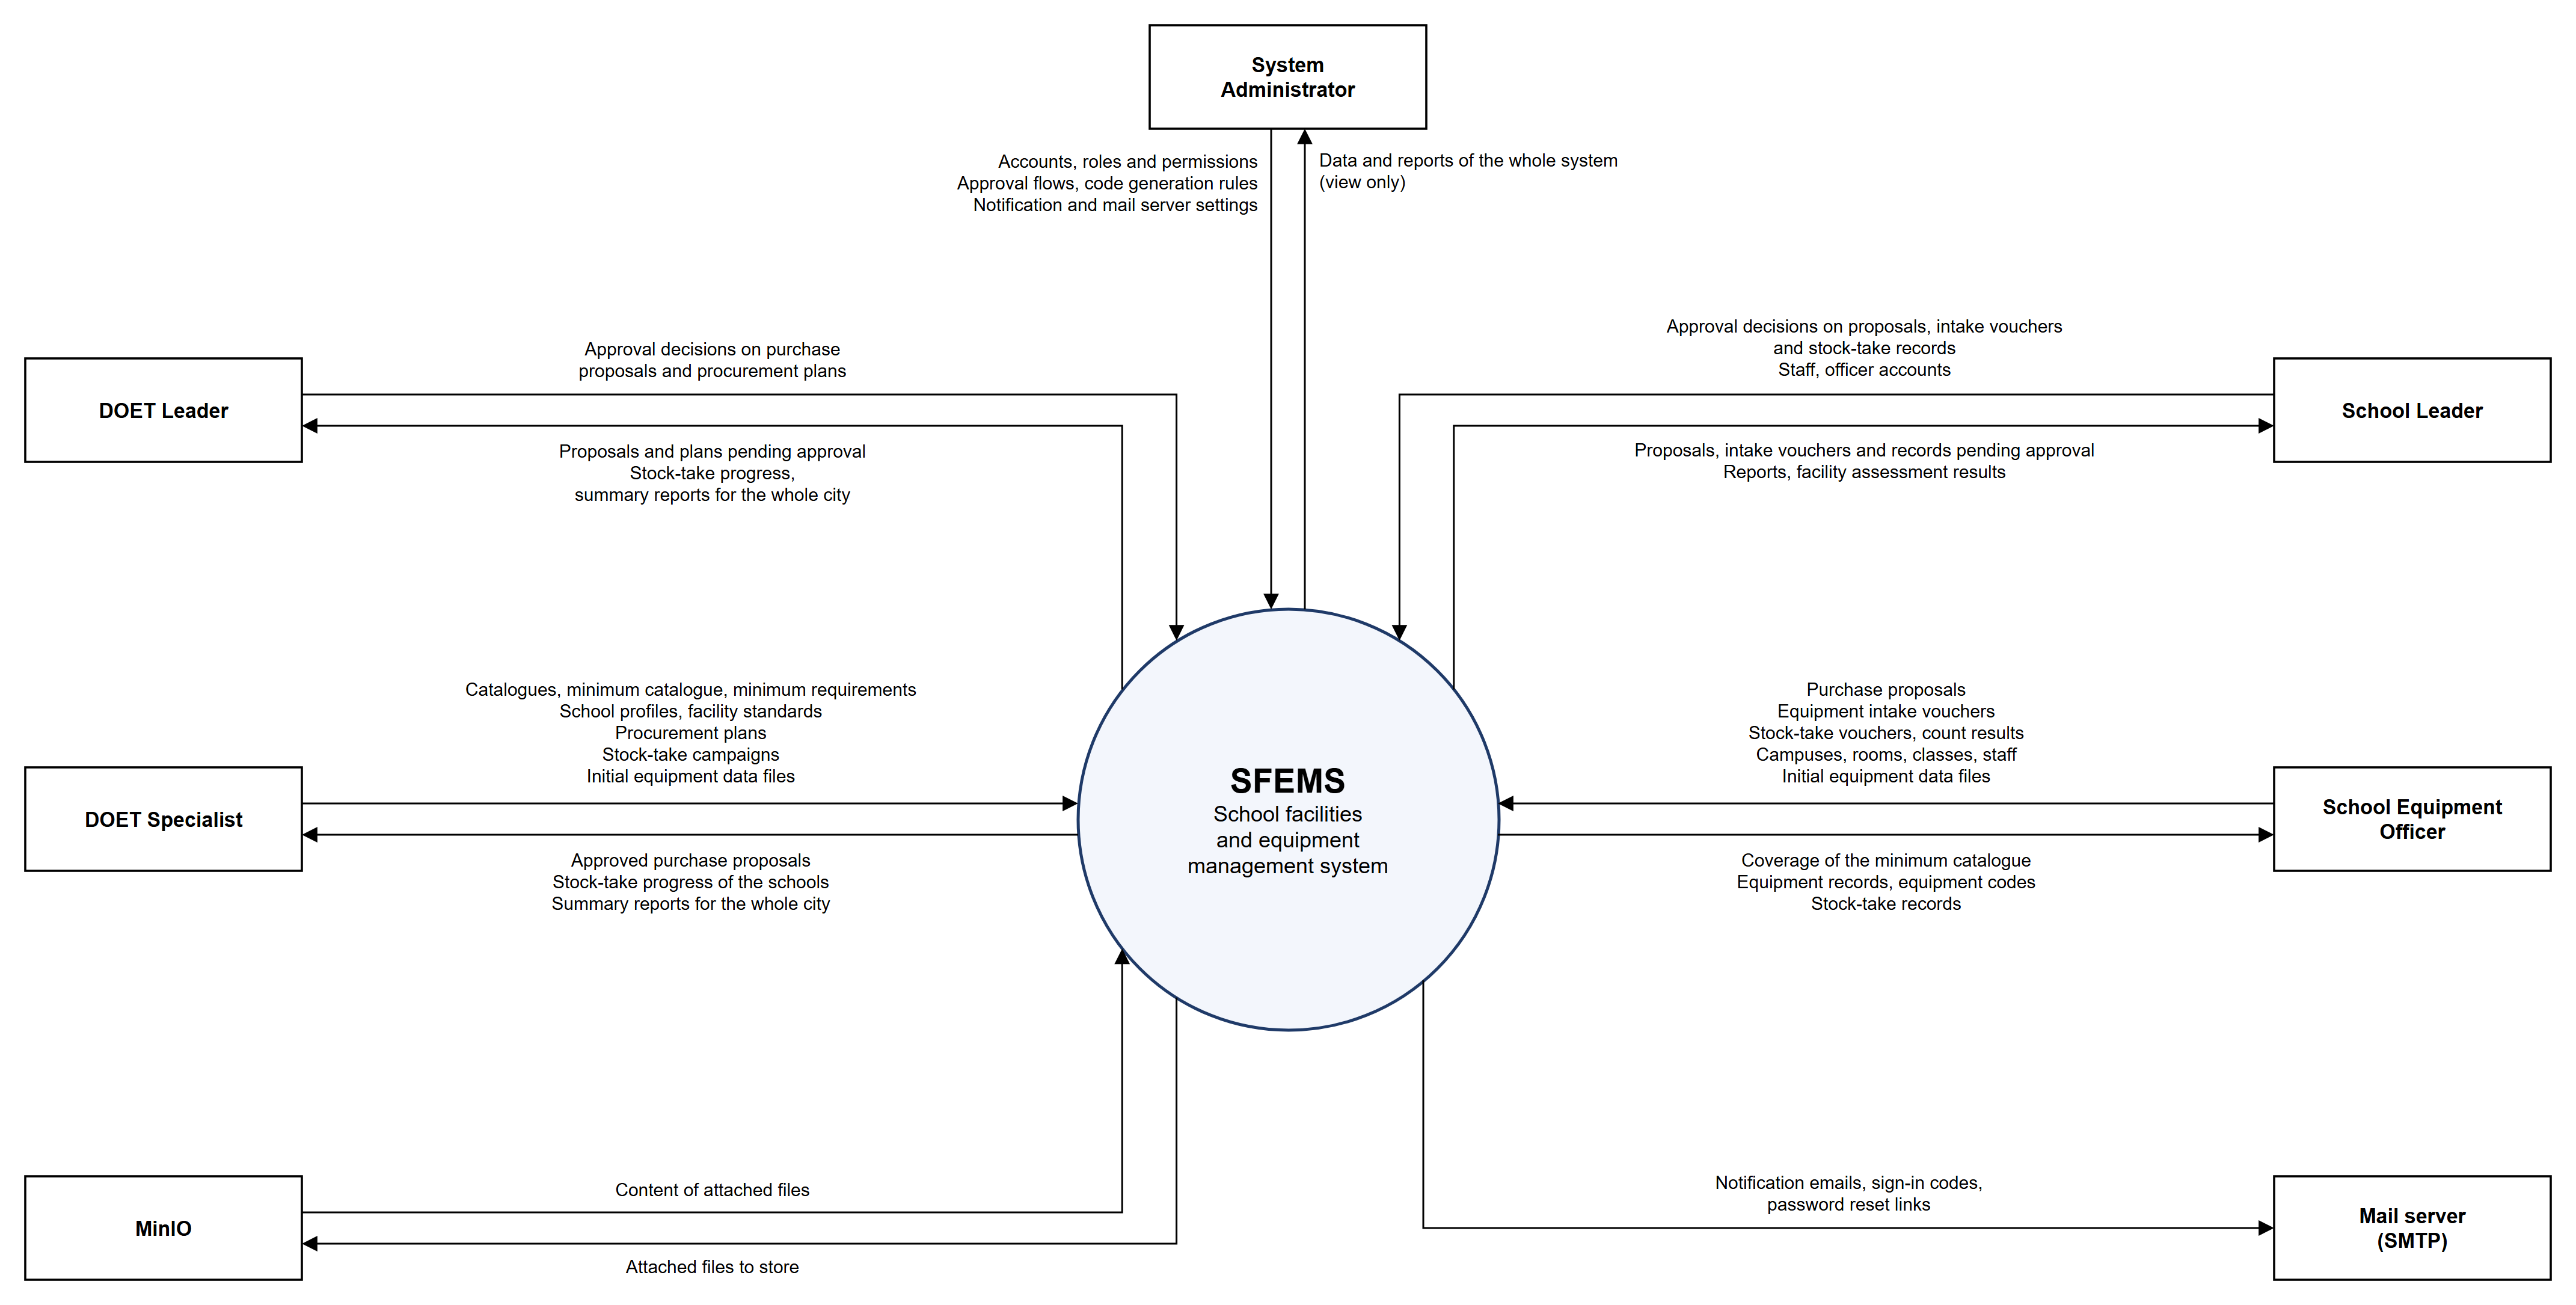 System
Administrator
Accounts, roles and permissions
Approval flows, code generation rules
Notification and mail server settings
Data and reports of the whole system
(view only)
DOET Leader
Approval decisions on purchase
proposals and procurement plans
Proposals and plans pending approval
Stock-take progress,
summary reports for the whole city
Approval decisions on proposals, intake vouchers
and stock-take records
Staff, officer accounts
Proposals, intake vouchers and records pending approval
Reports, facility assessment results
School Leader
DOET Specialist
Catalogues, minimum catalogue, minimum requirements
School profiles, facility standards
Procurement plans
Stock-take campaigns
Initial equipment data files
Approved purchase proposals
Stock-take progress of the schools
Summary reports for the whole city
SFEMS
School facilities
and equipment
management system
Purchase proposals
Equipment intake vouchers
Stock-take vouchers, count results
Campuses, rooms, classes, staff
Initial equipment data files
Coverage of the minimum catalogue
Equipment records, equipment codes
Stock-take records
School Equipment
Officer
MinIO
Content of attached files
Attached files to store
Notification emails, sign-in codes,
password reset links
Mail server
(SMTP)